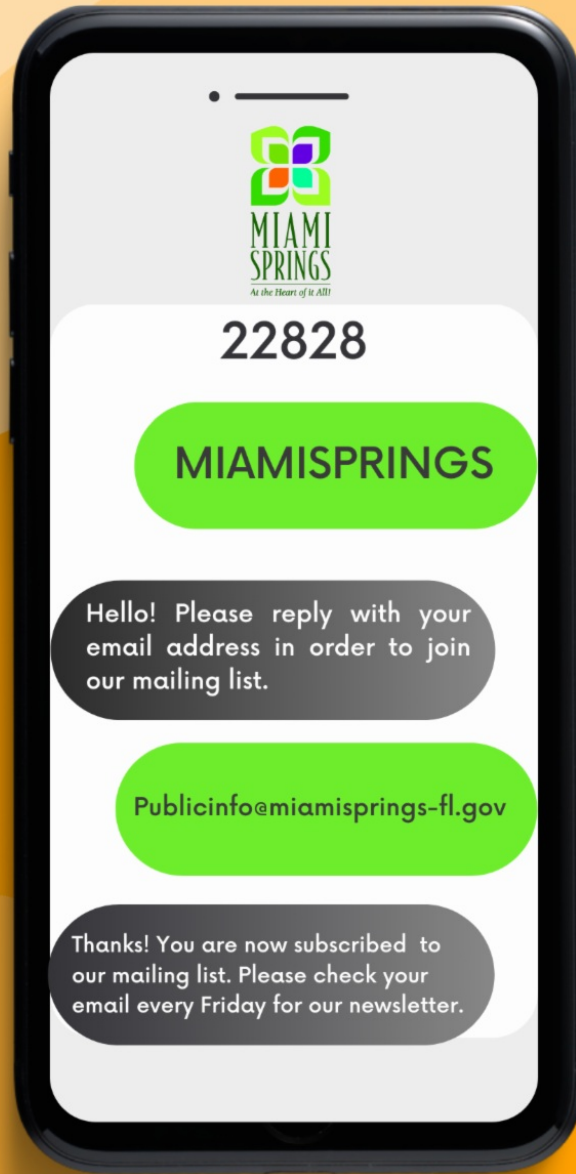 MIAMI
SPRINGS
At the Heart of it All!
22828
MIAMISPRINGS
Hello! Please reply with your
email address in order to join
our mailing list.
Publicinfo@miamisprings-fl.gov
Thanks! You are now subscribed to
our mailing list. Please check your
email every Friday for our newsletter.